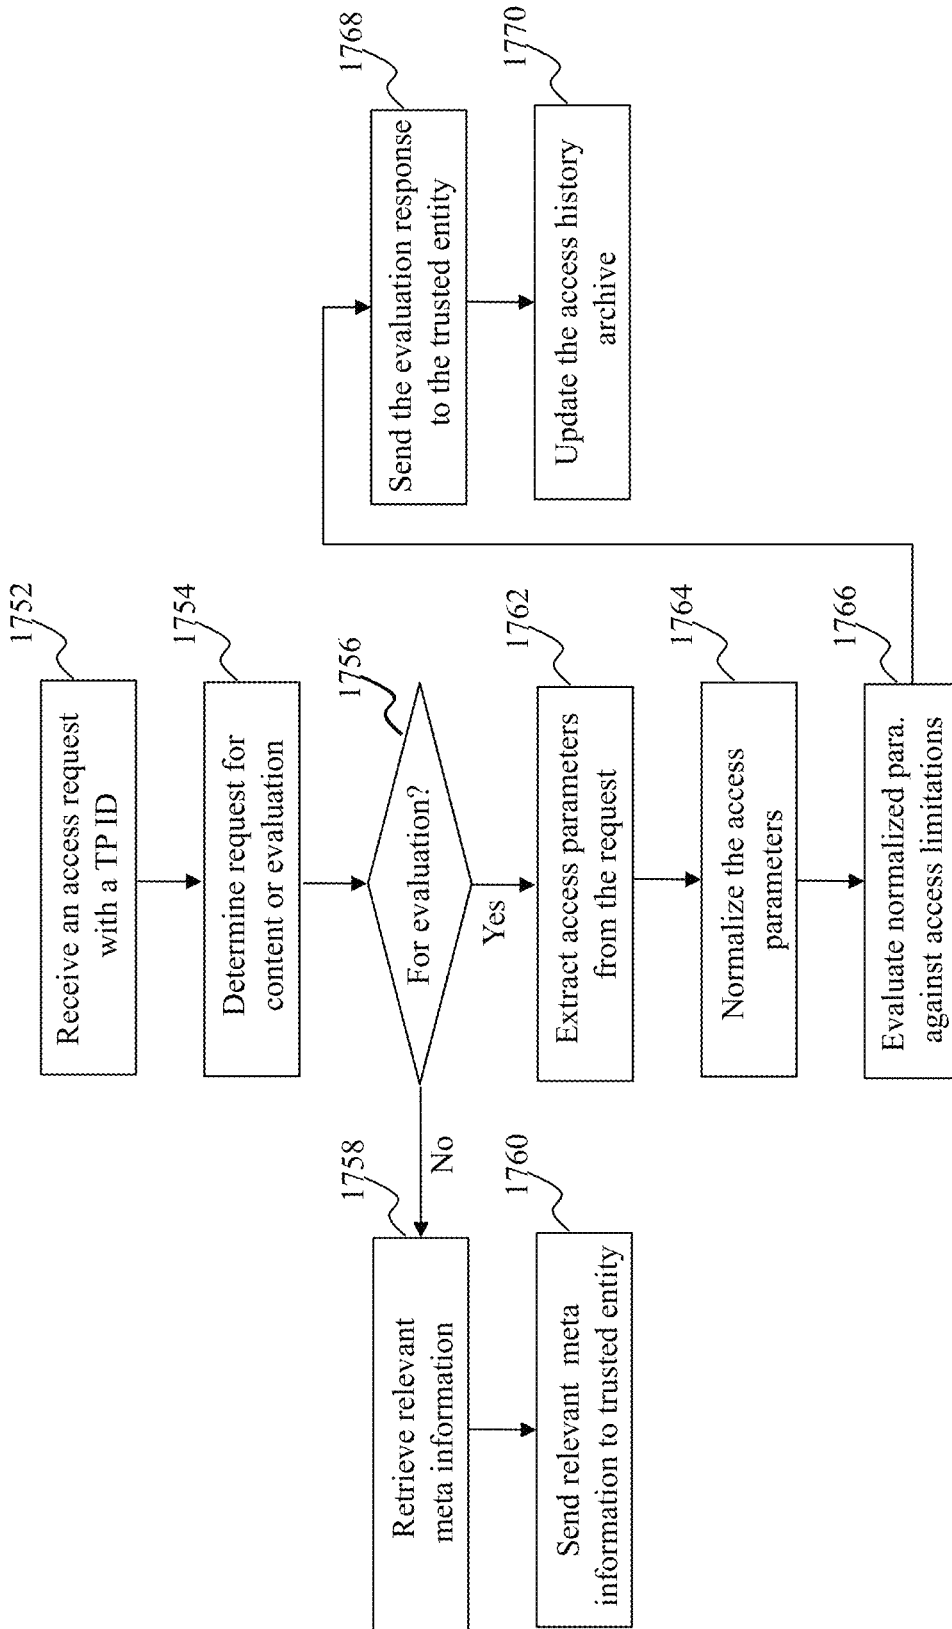 1752
Receive an access request
with a TP ID
1754
Determine request for
content or evaluation
1756
For evaluation?
No
Yes
1758
Retrieve relevant
meta information
1760
Send relevant meta
information to trusted entity
1762
Extract access parameters
from the request
1764
Normalize the access
parameters
1766
Evaluate normalized para.
against access limitations
1768
Send the evaluation response
to the trusted entity
1770
Update the access history
archive